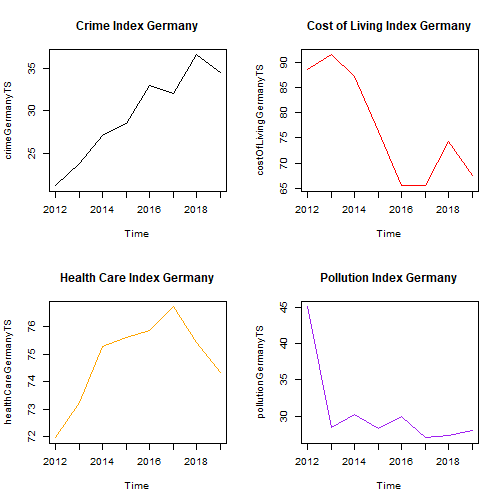 Crime Index Germany
crimeGermanyTS
35
30
25
2012 2014 2016 2018
Time
Cost of Living Index Germany
costOfLivingGermanyTS
90
85
80
75
70
65
2012 2014 2016 2018
Time
Health Care Index Germany
healthCareGermanyTS
76
75
74
73
72
2012 2014 2016 2018
Time
Pollution Index Germany
pollutionGermanyTS
45
40
35
30
2012 2014 2016 2018
Time